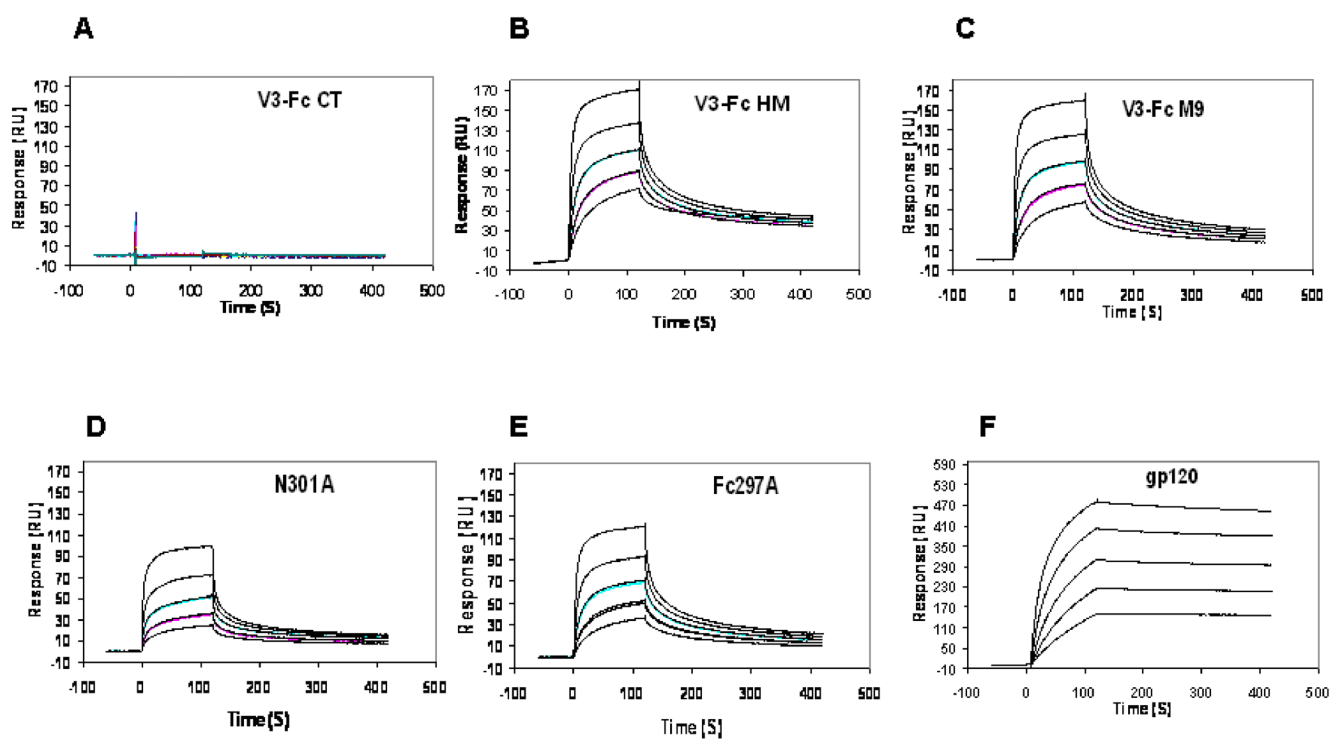 A
V3-Fc CT
Response [RU]
170
150
130
110
90
70
50
30
10
-10
-100 0 100 200 300 400 500
Time (S)
B
V3-Fc HM
Response (RU)
170
150
130
110
90
70
50
30
10
-10
-100 0 100 200 300 400 500
Time (S)
C
V3-Fc M9
Response [RU]
170
150
130
110
90
70
50
30
10
-10
-100 0 100 200 300 400 500
Time [S]
D
N301A
Response [RU]
170
150
130
110
90
70
50
30
10
-10
-100 0 100 200 300 400 500
Time(S)
E
Fc297A
Response [RU]
170
150
130
110
90
70
50
30
10
-10
-100 0 100 200 300 400 500
Time [S]
F
gp120
Response [RU]
590
530
470
410
350
290
230
170
110
50
-10
-100 0 100 200 300 400 500
Time [S]